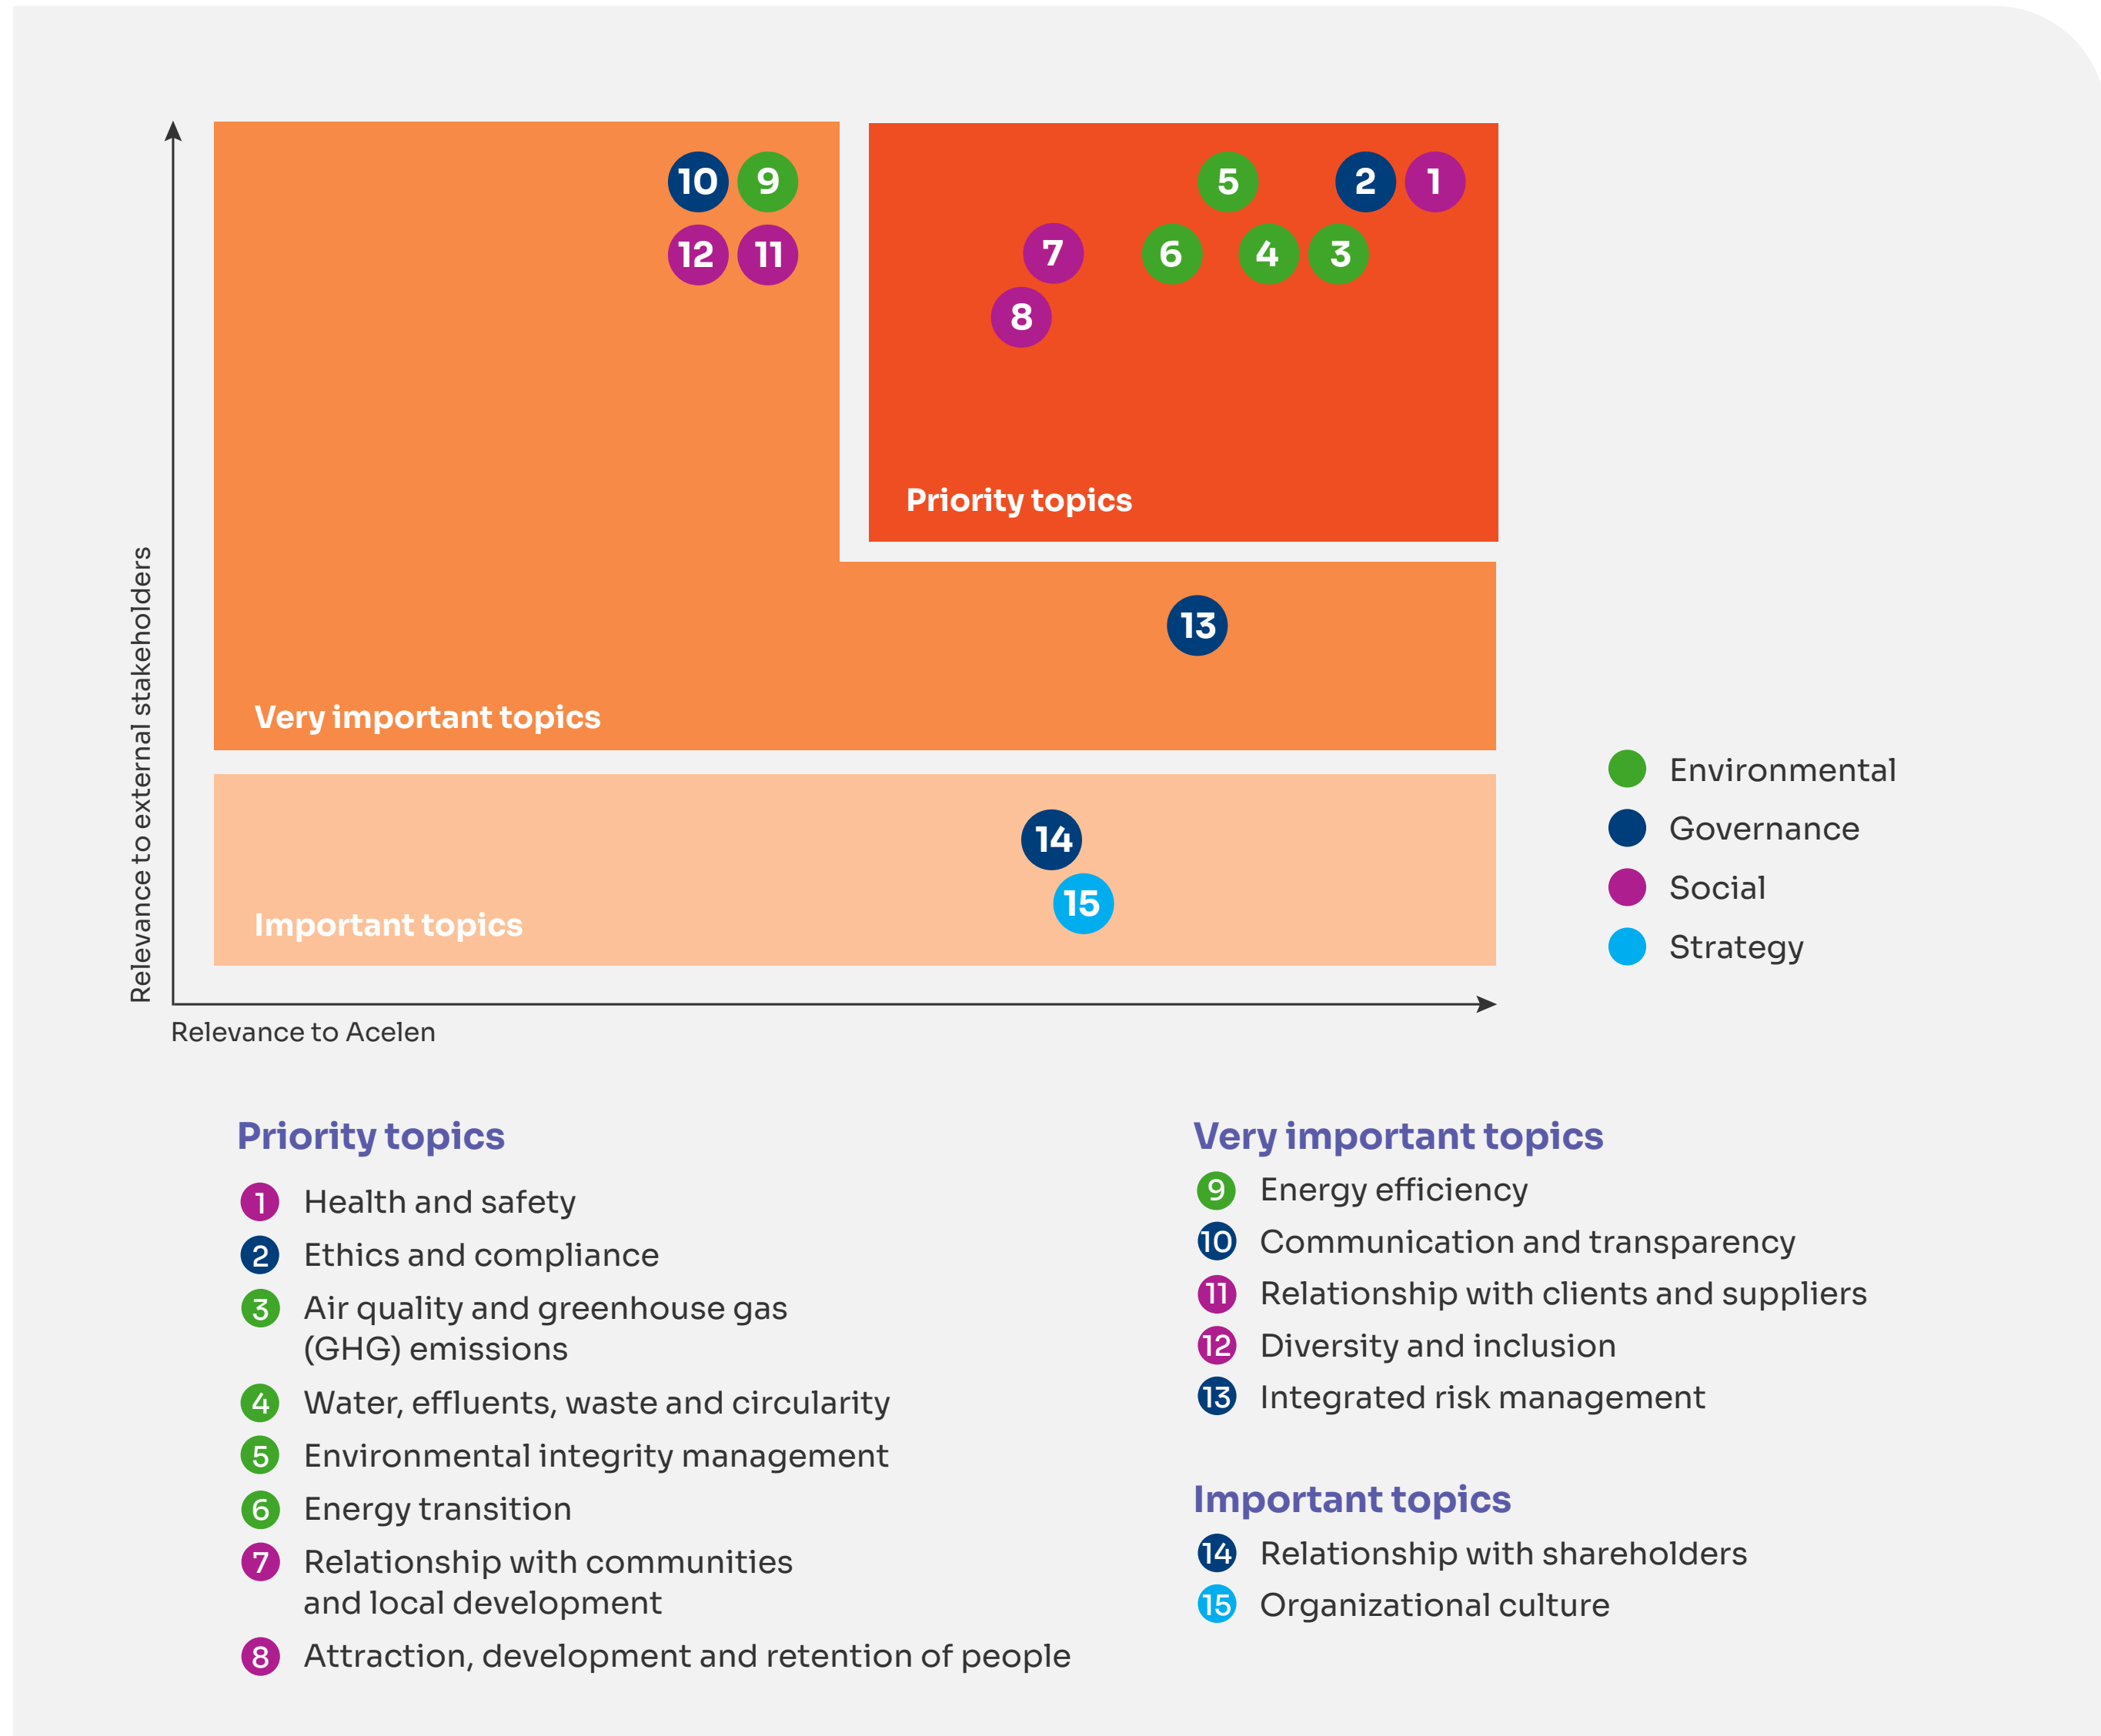 10 9
5 2 1
12 11
7 6 4 3
8
Priority topics
13
Very important topics
14
15
Important topics
Relevance to external stakeholders
Relevance to Acelen
Environmental
Governance
Social
Strategy
Priority topics
1 Health and safety
2 Ethics and compliance
3 Air quality and greenhouse gas
(GHG) emissions
4 Water, effluents, waste and circularity
5 Environmental integrity management
6 Energy transition
7 Relationship with communities
and local development
8 Attraction, development and retention of people
Very important topics
9 Energy efficiency
10 Communication and transparency
11 Relationship with clients and suppliers
12 Diversity and inclusion
13 Integrated risk management
Important topics
14 Relationship with shareholders
15 Organizational culture